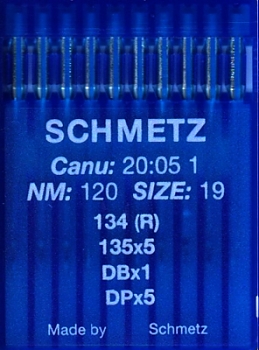 SCHMETZ
Canu: 20:05 1
NM: 120 SIZE: 19
134 (R)
135x5
DBx1
DPx5
Made by Schmetz